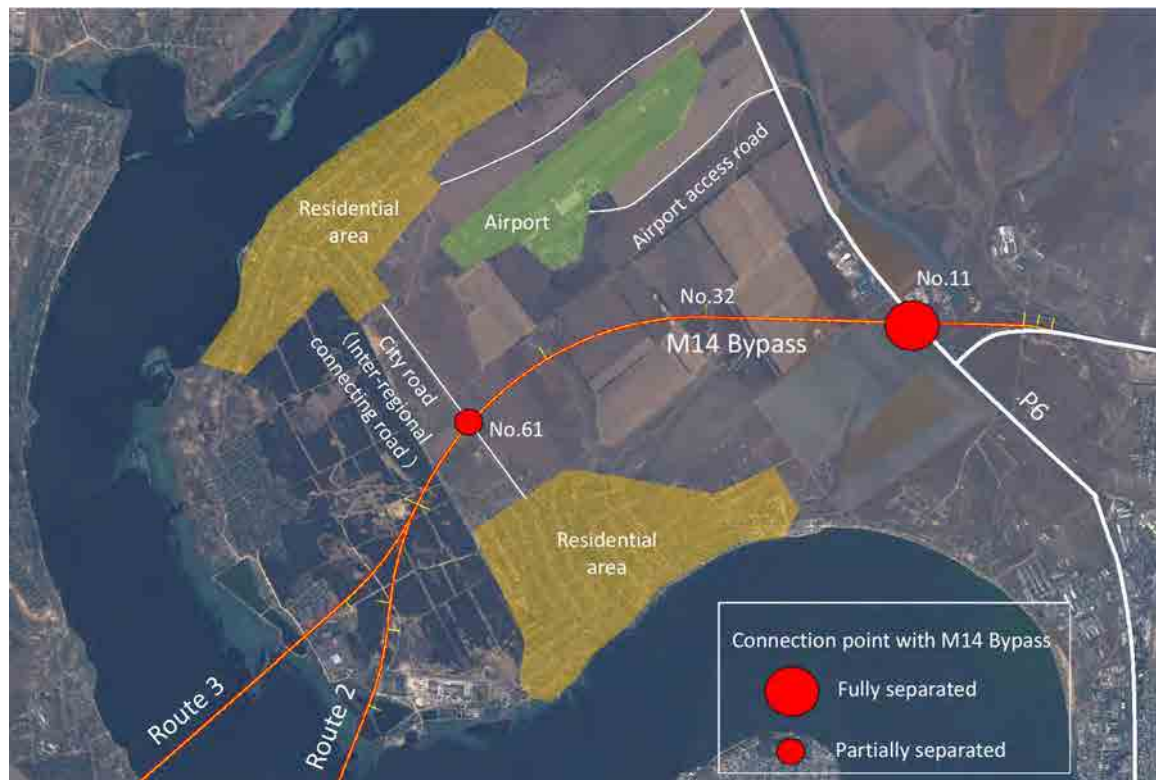 Residential
area
Airport
Airport access road
No.11
No.32
M14 Bypass
City road
(Inter-regional
connecting road )
No.61
P6
Residential
area
Route 3
Route 2
Connection point with M14 Bypass
Fully separated
Partially separated